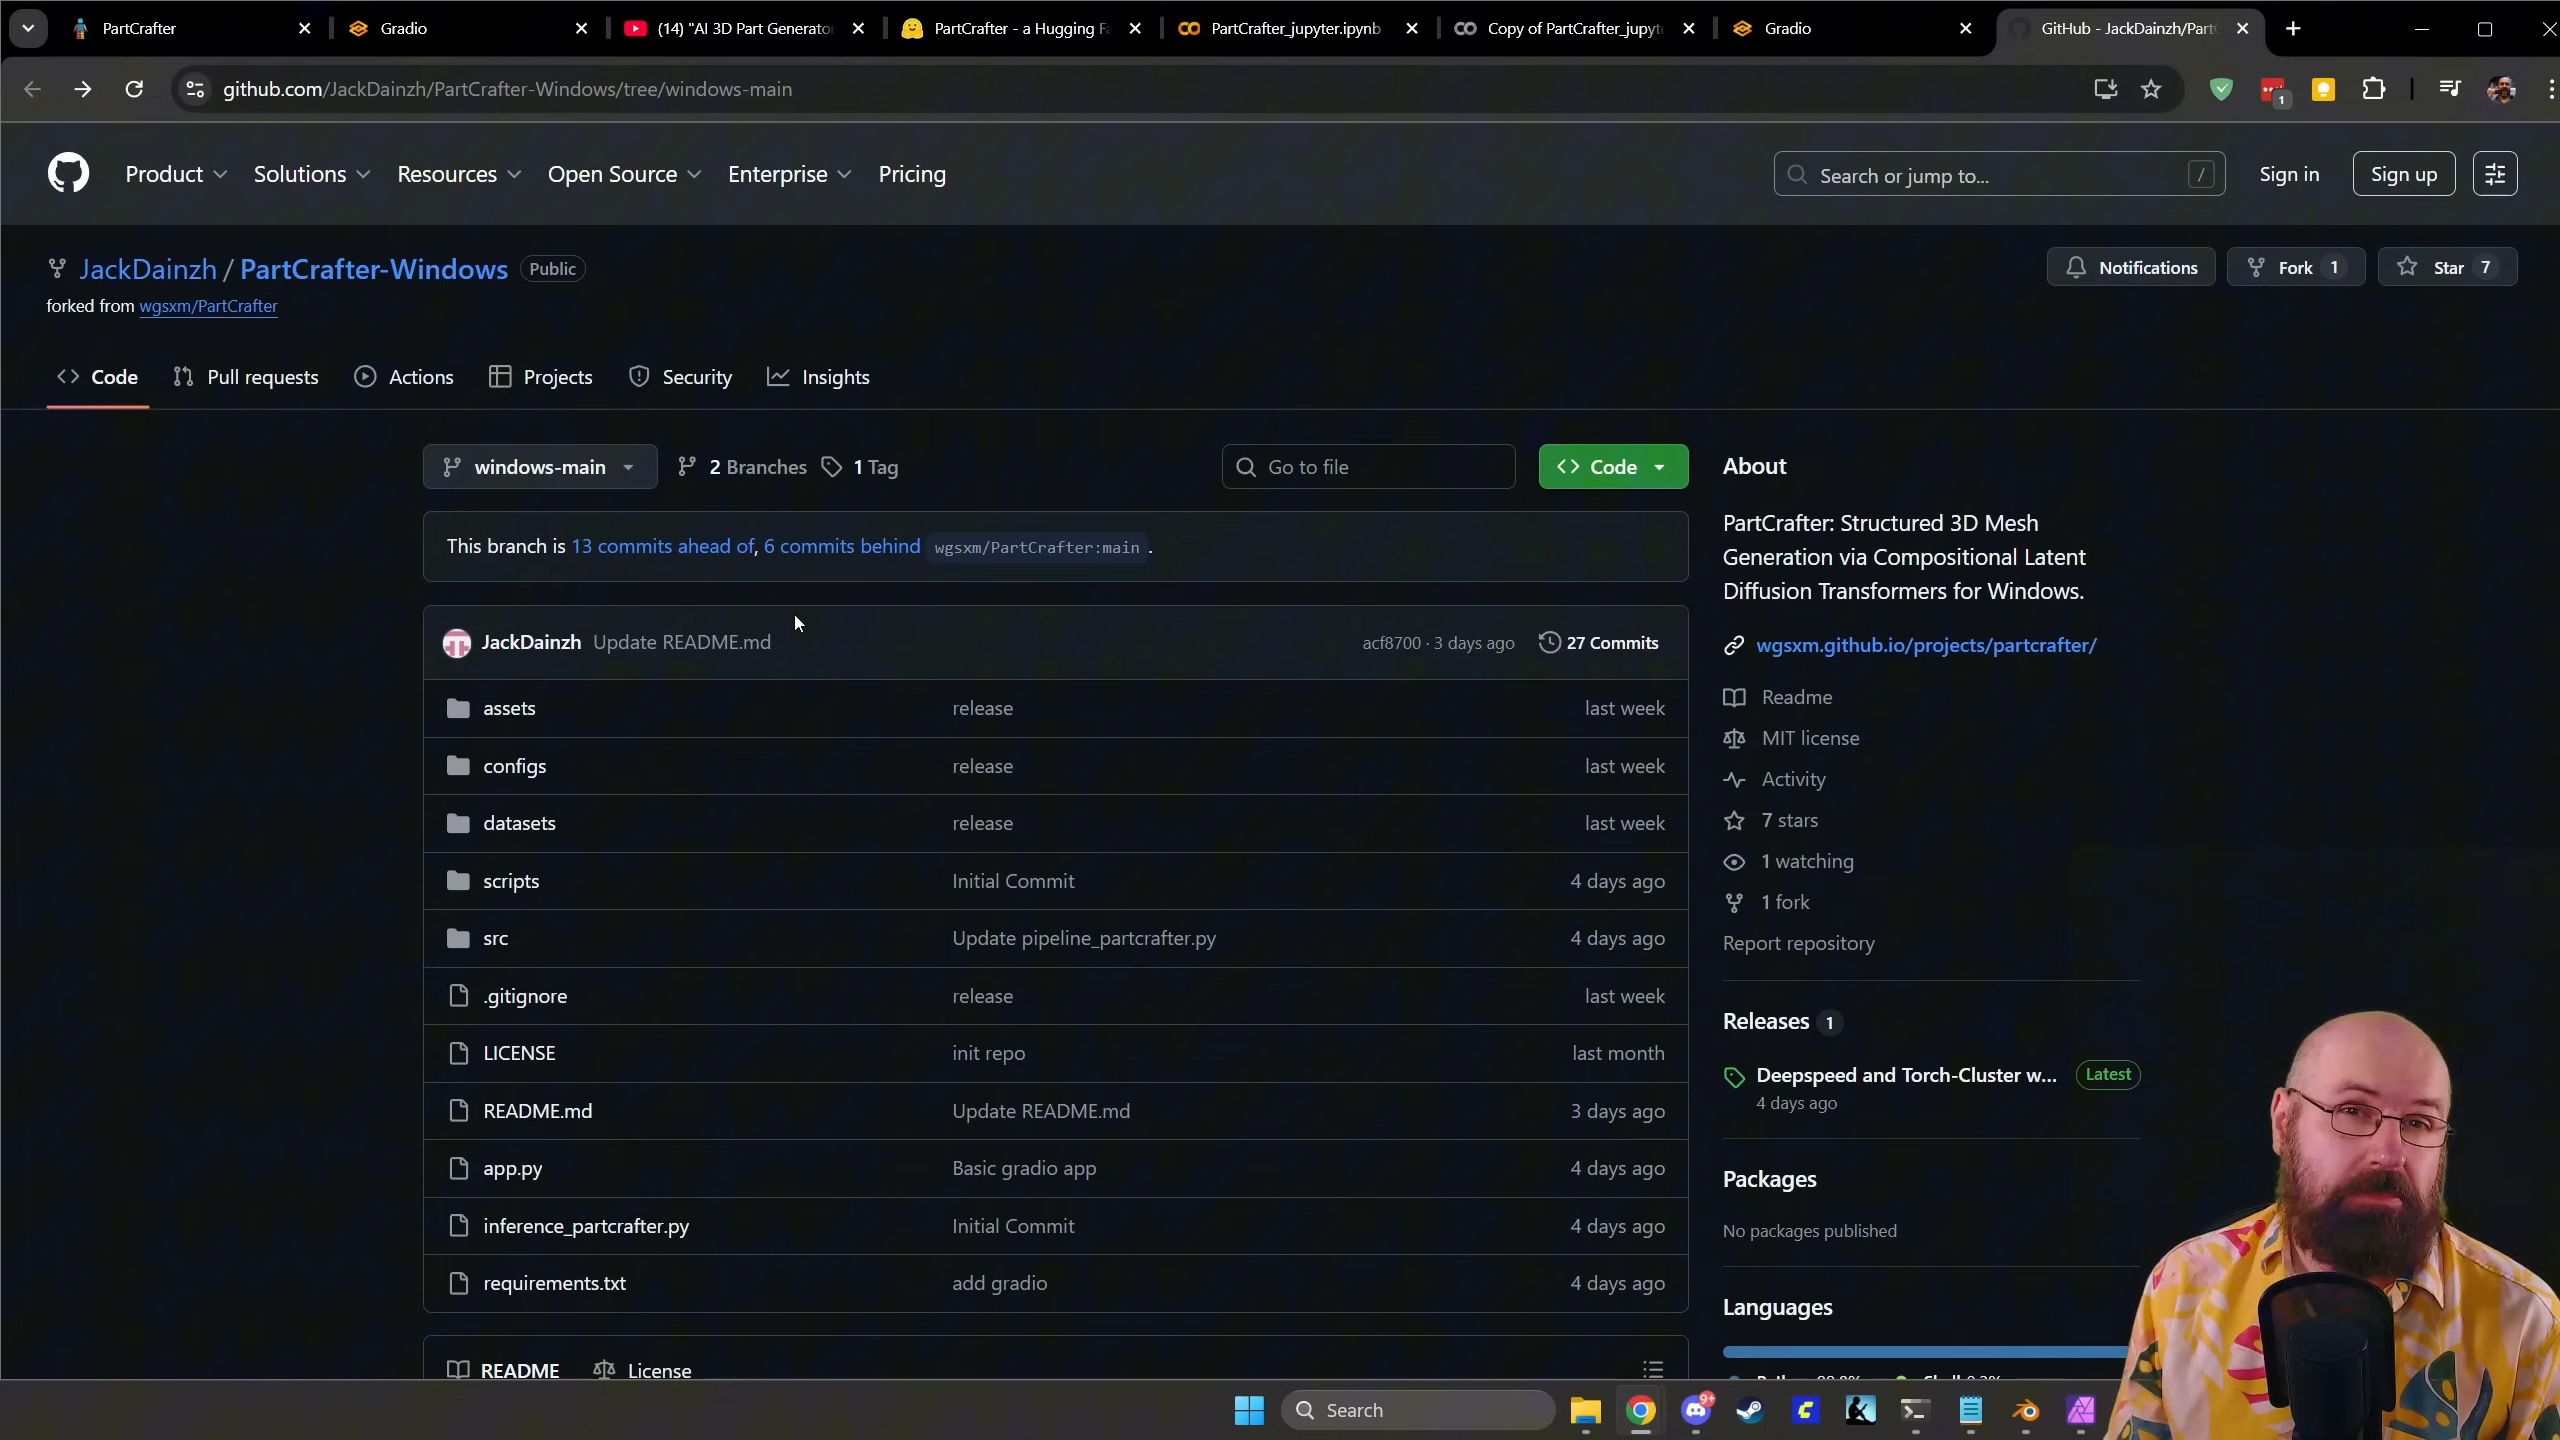 PartCrafter
Gradio
(14) "AI 3D Part Generator
PartCrafter - a Hugging Fa
PartCrafter_jupyter.ipynb
Copy of PartCrafter_jupyt
Gradio
GitHub - JackDainzh/Part
github.com/JackDainzh/PartCrafter-Windows/tree/windows-main
1
Product
Solutions
Resources
Open Source
Enterprise
Pricing
Search or jump to...
/
Sign in
Sign up
JackDainzh / PartCrafter-Windows Public
Notifications
Fork 1
Star 7
forked from wgsxm/PartCrafter
Code
Pull requests
Actions
Projects
Security
Insights
windows-main
2 Branches
1 Tag
Go to file
Code
About
This branch is 13 commits ahead of, 6 commits behind wgsxm/PartCrafter:main .
PartCrafter: Structured 3D Mesh
Generation via Compositional Latent
Diffusion Transformers for Windows.
wgsxm.github.io/projects/partcrafter/
JackDainzh Update README.md acf8700 · 3 days ago 27 Commits
assets release last week
configs release last week
datasets release last week
scripts Initial Commit 4 days ago
src Update pipeline_partcrafter.py 4 days ago
.gitignore release last week
LICENSE init repo last month
README.md Update README.md 3 days ago
app.py Basic gradio app 4 days ago
inference_partcrafter.py Initial Commit 4 days ago
requirements.txt add gradio 4 days ago
README
License
Readme
MIT license
Activity
7 stars
1 watching
1 fork
Report repository
Releases 1
Deepspeed and Torch-Cluster w... Latest
4 days ago
Packages
No packages published
Languages
Search
9+